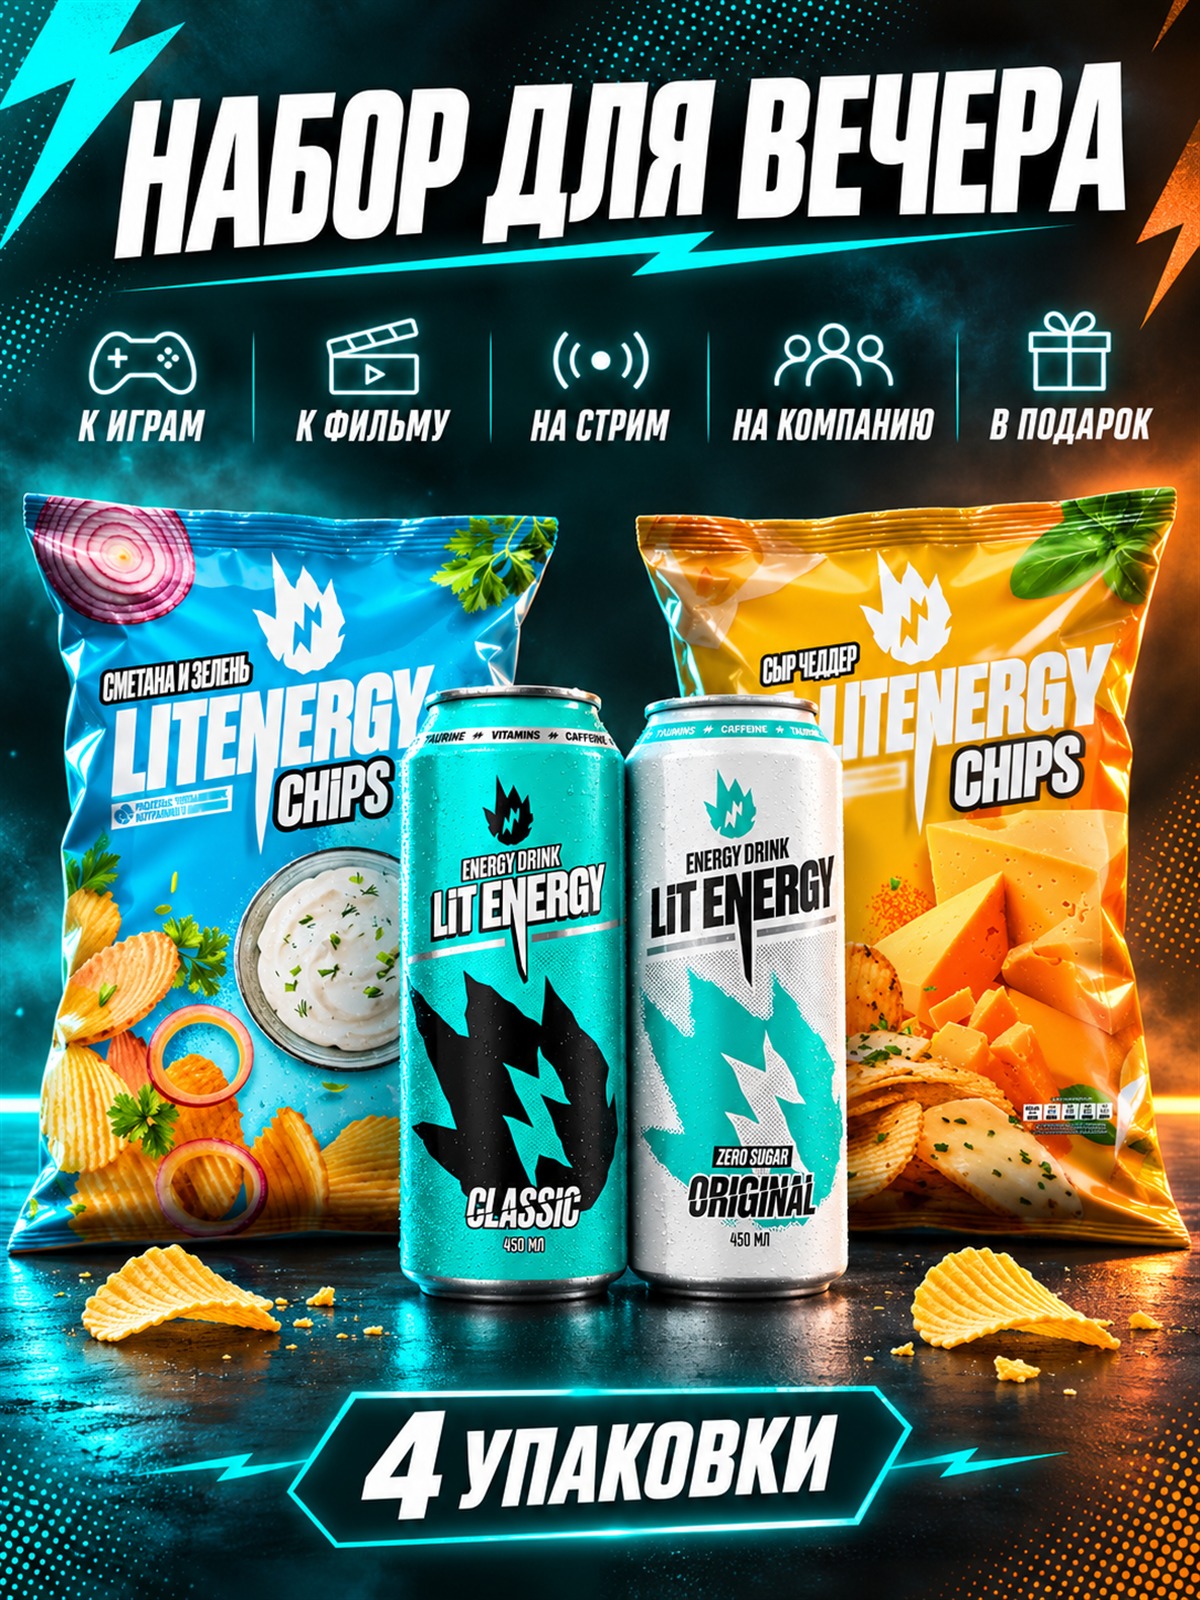 НАБОР ДЛЯ ВЕЧЕРА
К ИГРАМ
К ФИЛЬМУ
НА СТРИМ
НА КОМПАНИЮ
В ПОДАРОК
СМЕТАНА И ЗЕЛЕНЬ
LITENERGY
CHIPS
СЫР ЧЕДДЕР
LITENERGY
CHIPS
TAURINE VITAMINS CAFFEINE
ENERGY DRINK
LIT ENERGY
CLASSIC
450 МЛ
CAFFEINE
ENERGY DRINK
LIT ENERGY
ZERO SUGAR
ORIGINAL
450 МЛ
4 УПАКОВКИ